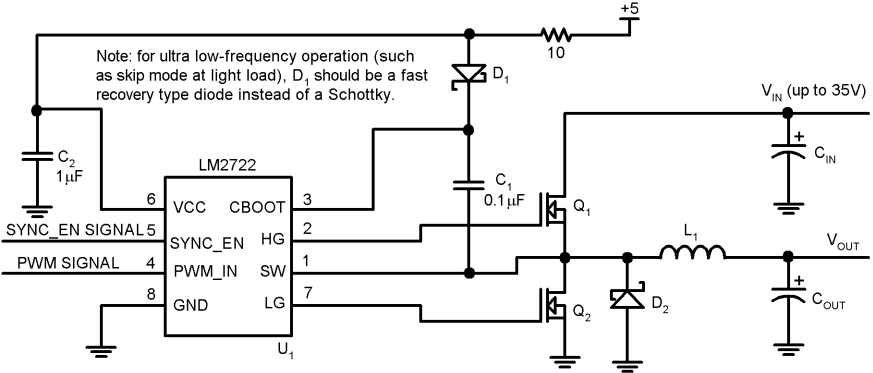 +5
10
Note: for ultra low-frequency operation (such
as skip mode at light load), D1 should be a fast
recovery type diode instead of a Schottky.
D1
VIN (up to 35V)
+
CIN
C2
1µF
LM2722
C1
0.1µF
6
VCC
CBOOT
3
Q1
SYNC_EN SIGNAL
5
SYNC_EN
HG
2
PWM SIGNAL
4
PWM_IN
SW
1
L1
VOUT
8
GND
LG
7
Q2
D2
+
COUT
U1